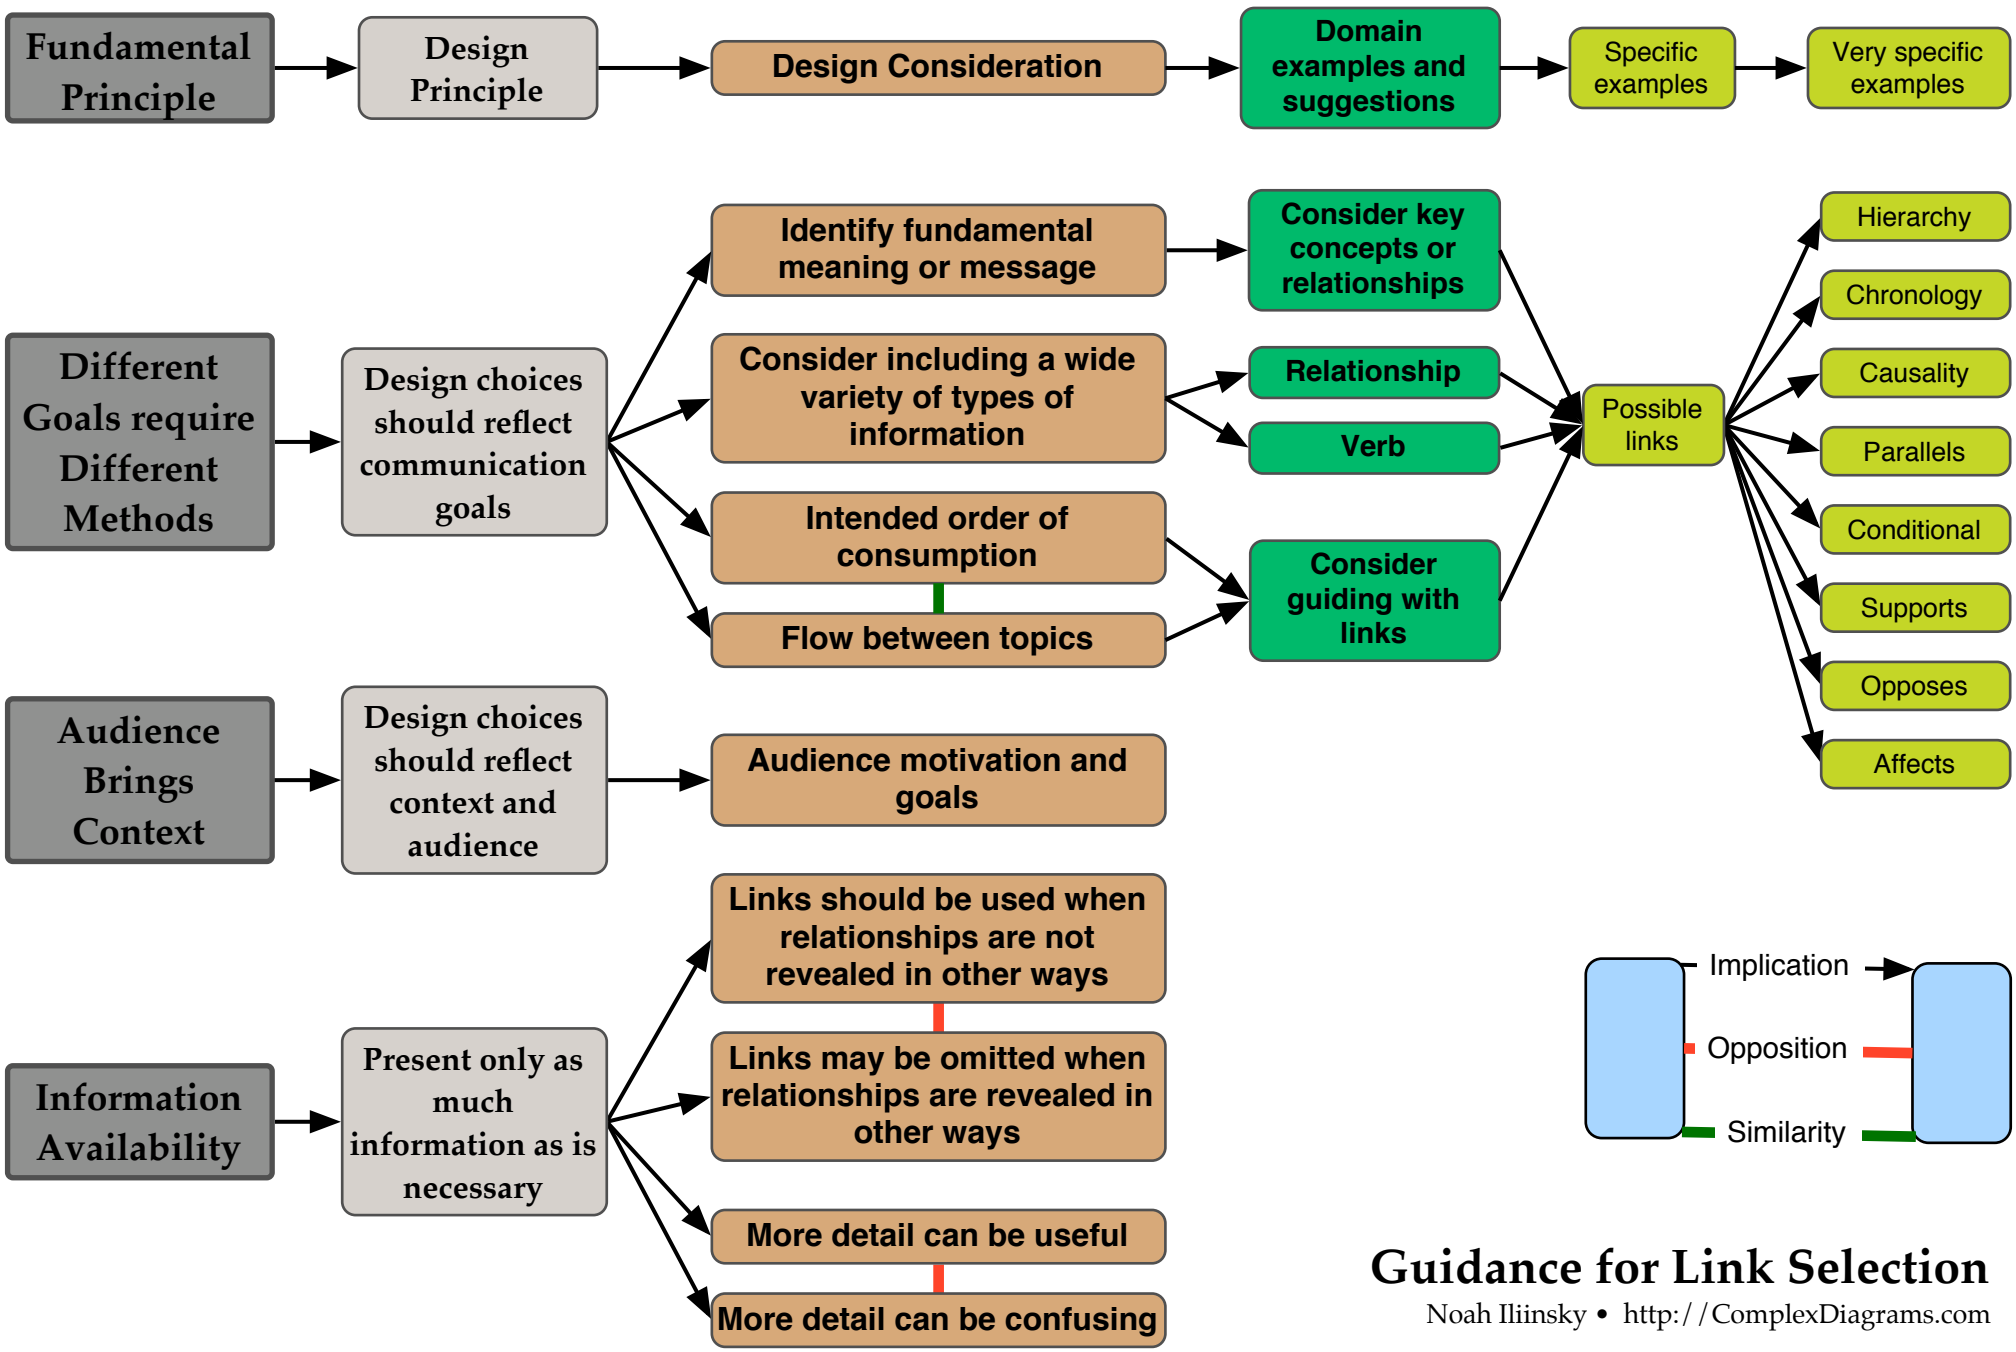 Fundamental
Principle
Design
Principle
Design Consideration
Domain
examples and
suggestions
Specific
examples
Very specific
examples
Different
Goals require
Different
Methods
Design choices
should reflect
communication
goals
Identify fundamental
meaning or message
Consider including a wide
variety of types of
information
Intended order of
consumption
Flow between topics
Consider key
concepts or
relationships
Relationship
Verb
Consider
guiding with
links
Possible
links
Hierarchy
Chronology
Causality
Parallels
Conditional
Supports
Opposes
Affects
Audience
Brings
Context
Design choices
should reflect
context and
audience
Audience motivation and
goals
Information
Availability
Present only as
much
information as is
necessary
Links should be used when
relationships are not
revealed in other ways
Links may be omitted when
relationships are revealed in
other ways
More detail can be useful
More detail can be confusing
Implication
Opposition
Similarity
Guidance for Link Selection
Noah Iliinsky • http://ComplexDiagrams.com